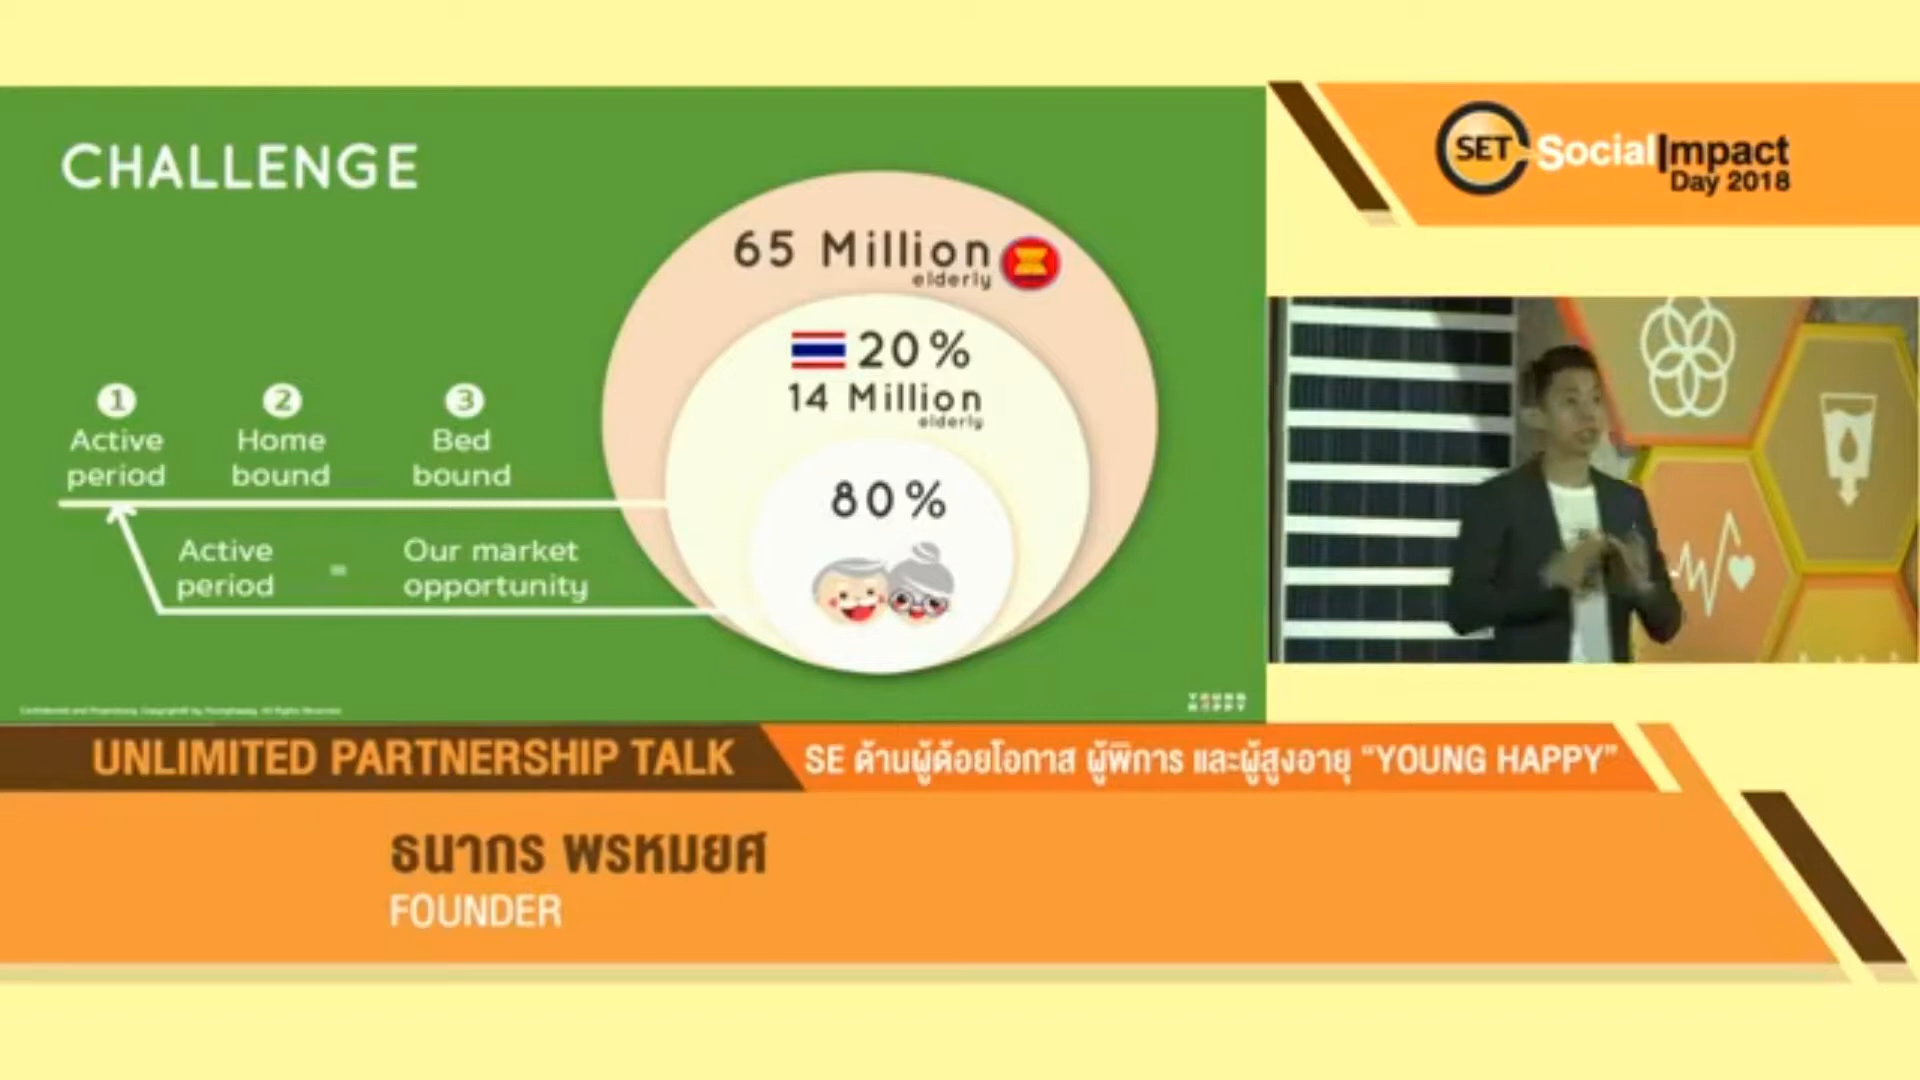 CHALLENGE
65 Million
elderly
20%
14 Million
elderly
80%
1
Active
period
2
Home
bound
3
Bed
bound
Active
period
=
Our market
opportunity
YOUNG
HAPPY
SET
Social Impact
Day 2018
UNLIMITED PARTNERSHIP TALK
SE ด้านผู้ด้อยโอกาส ผู้พิการ และผู้สูงอายุ “YOUNG HAPPY”
ธนากร พรหมยศ
FOUNDER